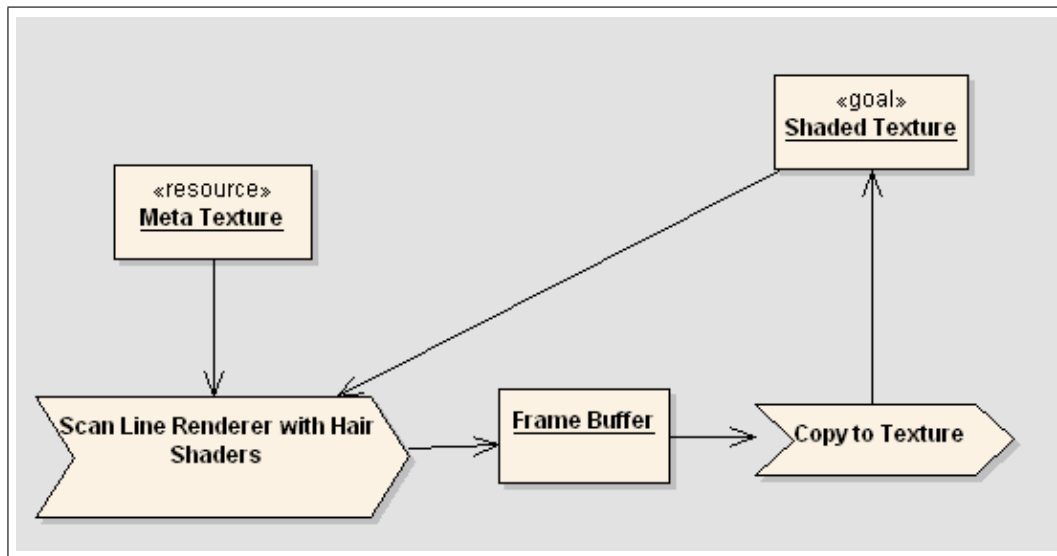 «goal»
Shaded Texture
«resource»
Meta Texture
Scan Line Renderer with Hair
Shaders
Frame Buffer
Copy to Texture